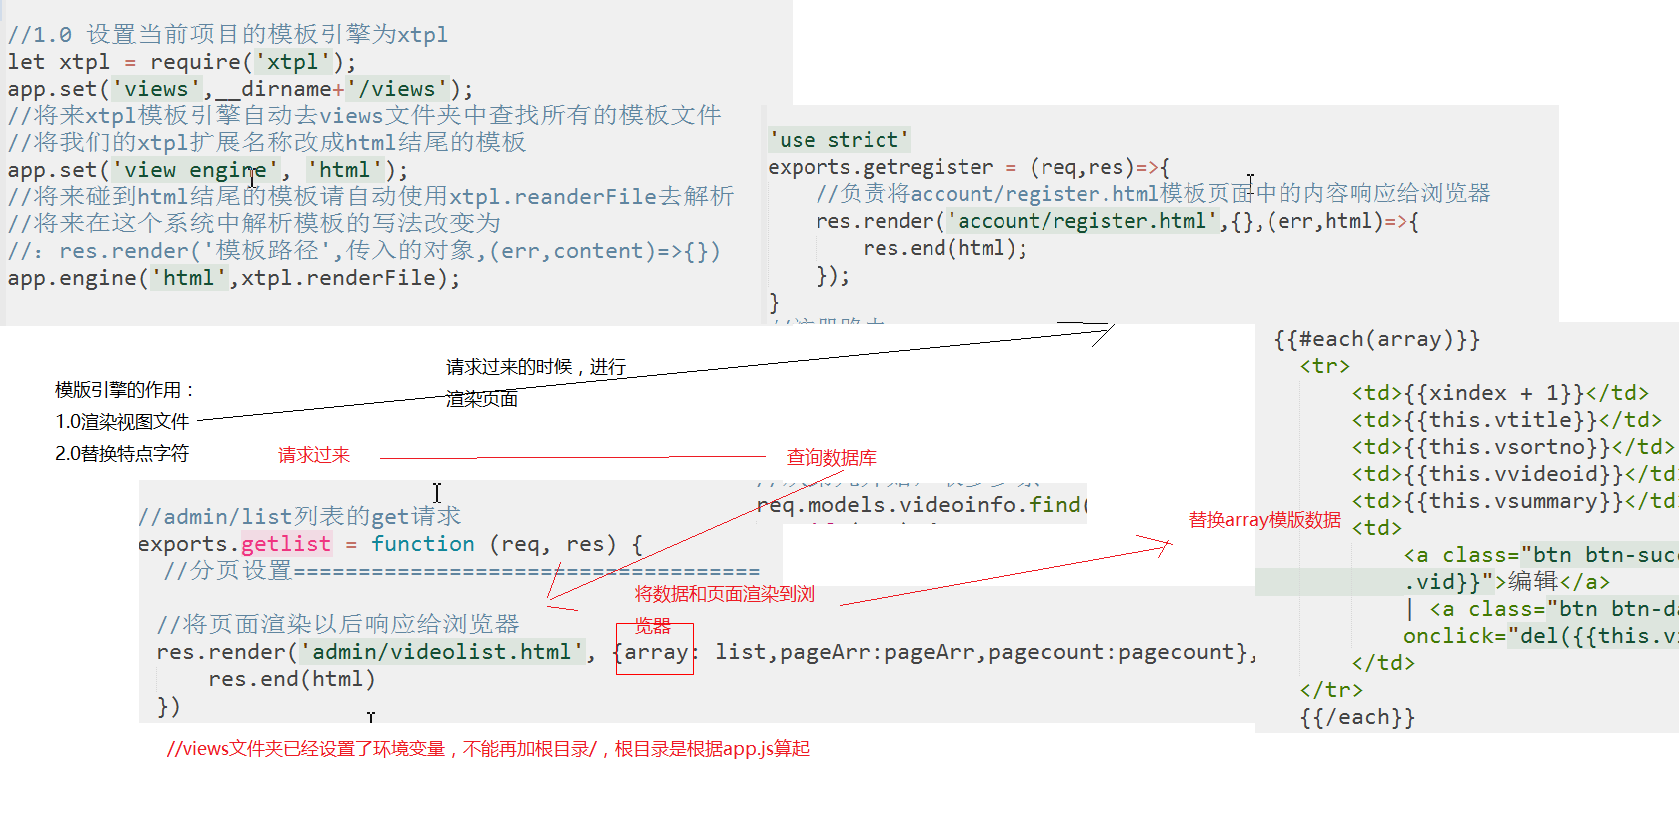 //1.0 设置当前项目的模板引擎为xtpl
let xtpl = require('xtpl');
app.set('views',__dirname+'/views');
//将来xtpl模板引擎自动去views文件夹中查找所有的模板文件
//将我们的xtpl扩展名称改成html结尾的模板
app.set('view engine', 'html');
//将来碰到html结尾的模板请自动使用xtpl.reanderFile去解析
//将来在这个系统中解析模板的写法改变为
//：res.render('模板路径',传入的对象,(err,content)=>{})
app.engine('html',xtpl.renderFile);
'use strict'
exports.getregister = (req,res)=>{
//负责将account/register.html模板页面中的内容响应给浏览器
res.render('account/register.html',{},(err,html)=>{
res.end(html);
});
}
模版引擎的作用：
1.0渲染视图文件
2.0替换特点字符
请求过来的时候，进行
渲染页面
请求过来
查询数据库
req.models.videoinfo.find(
//admin/list列表的get请求
exports.getlist = function (req, res) {
//分页设置====================================
将数据和页面渲染到浏
览器
//将页面渲染以后响应给浏览器
res.render('admin/videolist.html', {array: list,pageArr:pageArr,pagecount:pagecount},
res.end(html)
})
//views文件夹已经设置了环境变量，不能再加根目录/，根目录是根据app.js算起
替换array模版数据
{{#each(array)}}
<tr>
<td>{{xindex + 1}}</td>
<td>{{this.vtitle}}</td>
<td>{{this.vsortno}}</td>
<td>{{this.vvideoid}}</td
<td>{{this.vsummary}}</td
<td>
<a class="btn btn-succ
.vid}}">编辑</a>
| <a class="btn btn-da
onclick="del({{this.vi
</td>
</tr>
{{/each}}